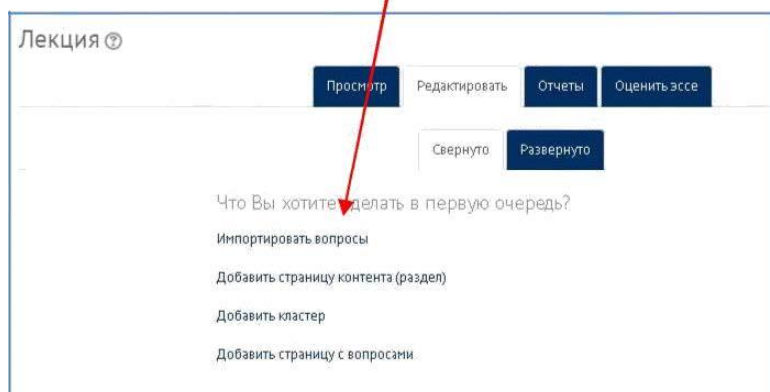 Лекция ?
Просмотр Редактировать Отчеты Оценить эссе
Свернуто Развернуто
Что Вы хотите сделать в первую очередь?
Импортировать вопросы
Добавить страницу контента (раздел)
Добавить кластер
Добавить страницу с вопросами